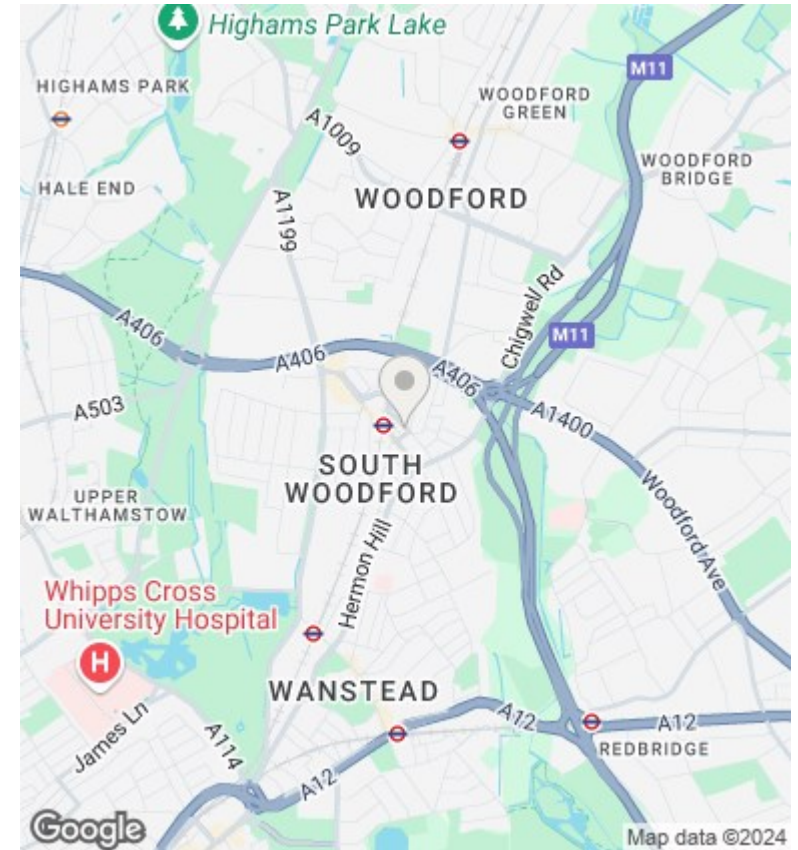 Highams Park Lake
M11
HIGHAMS PARK
WOODFORD
GREEN
A1009
WOODFORD
BRIDGE
HALE END
WOODFORD
A1199
Chigwell Rd
M11
A406
A406
A406
A503
A1400
SOUTH
WOODFORD
UPPER
WALTHAMSTOW
Woodford Ave
Hermon Hill
Whipps Cross
University Hospital
H
WANSTEAD
James Ln
A114
A12
A12
A12
REDBRIDGE
Google
Map data ©2024